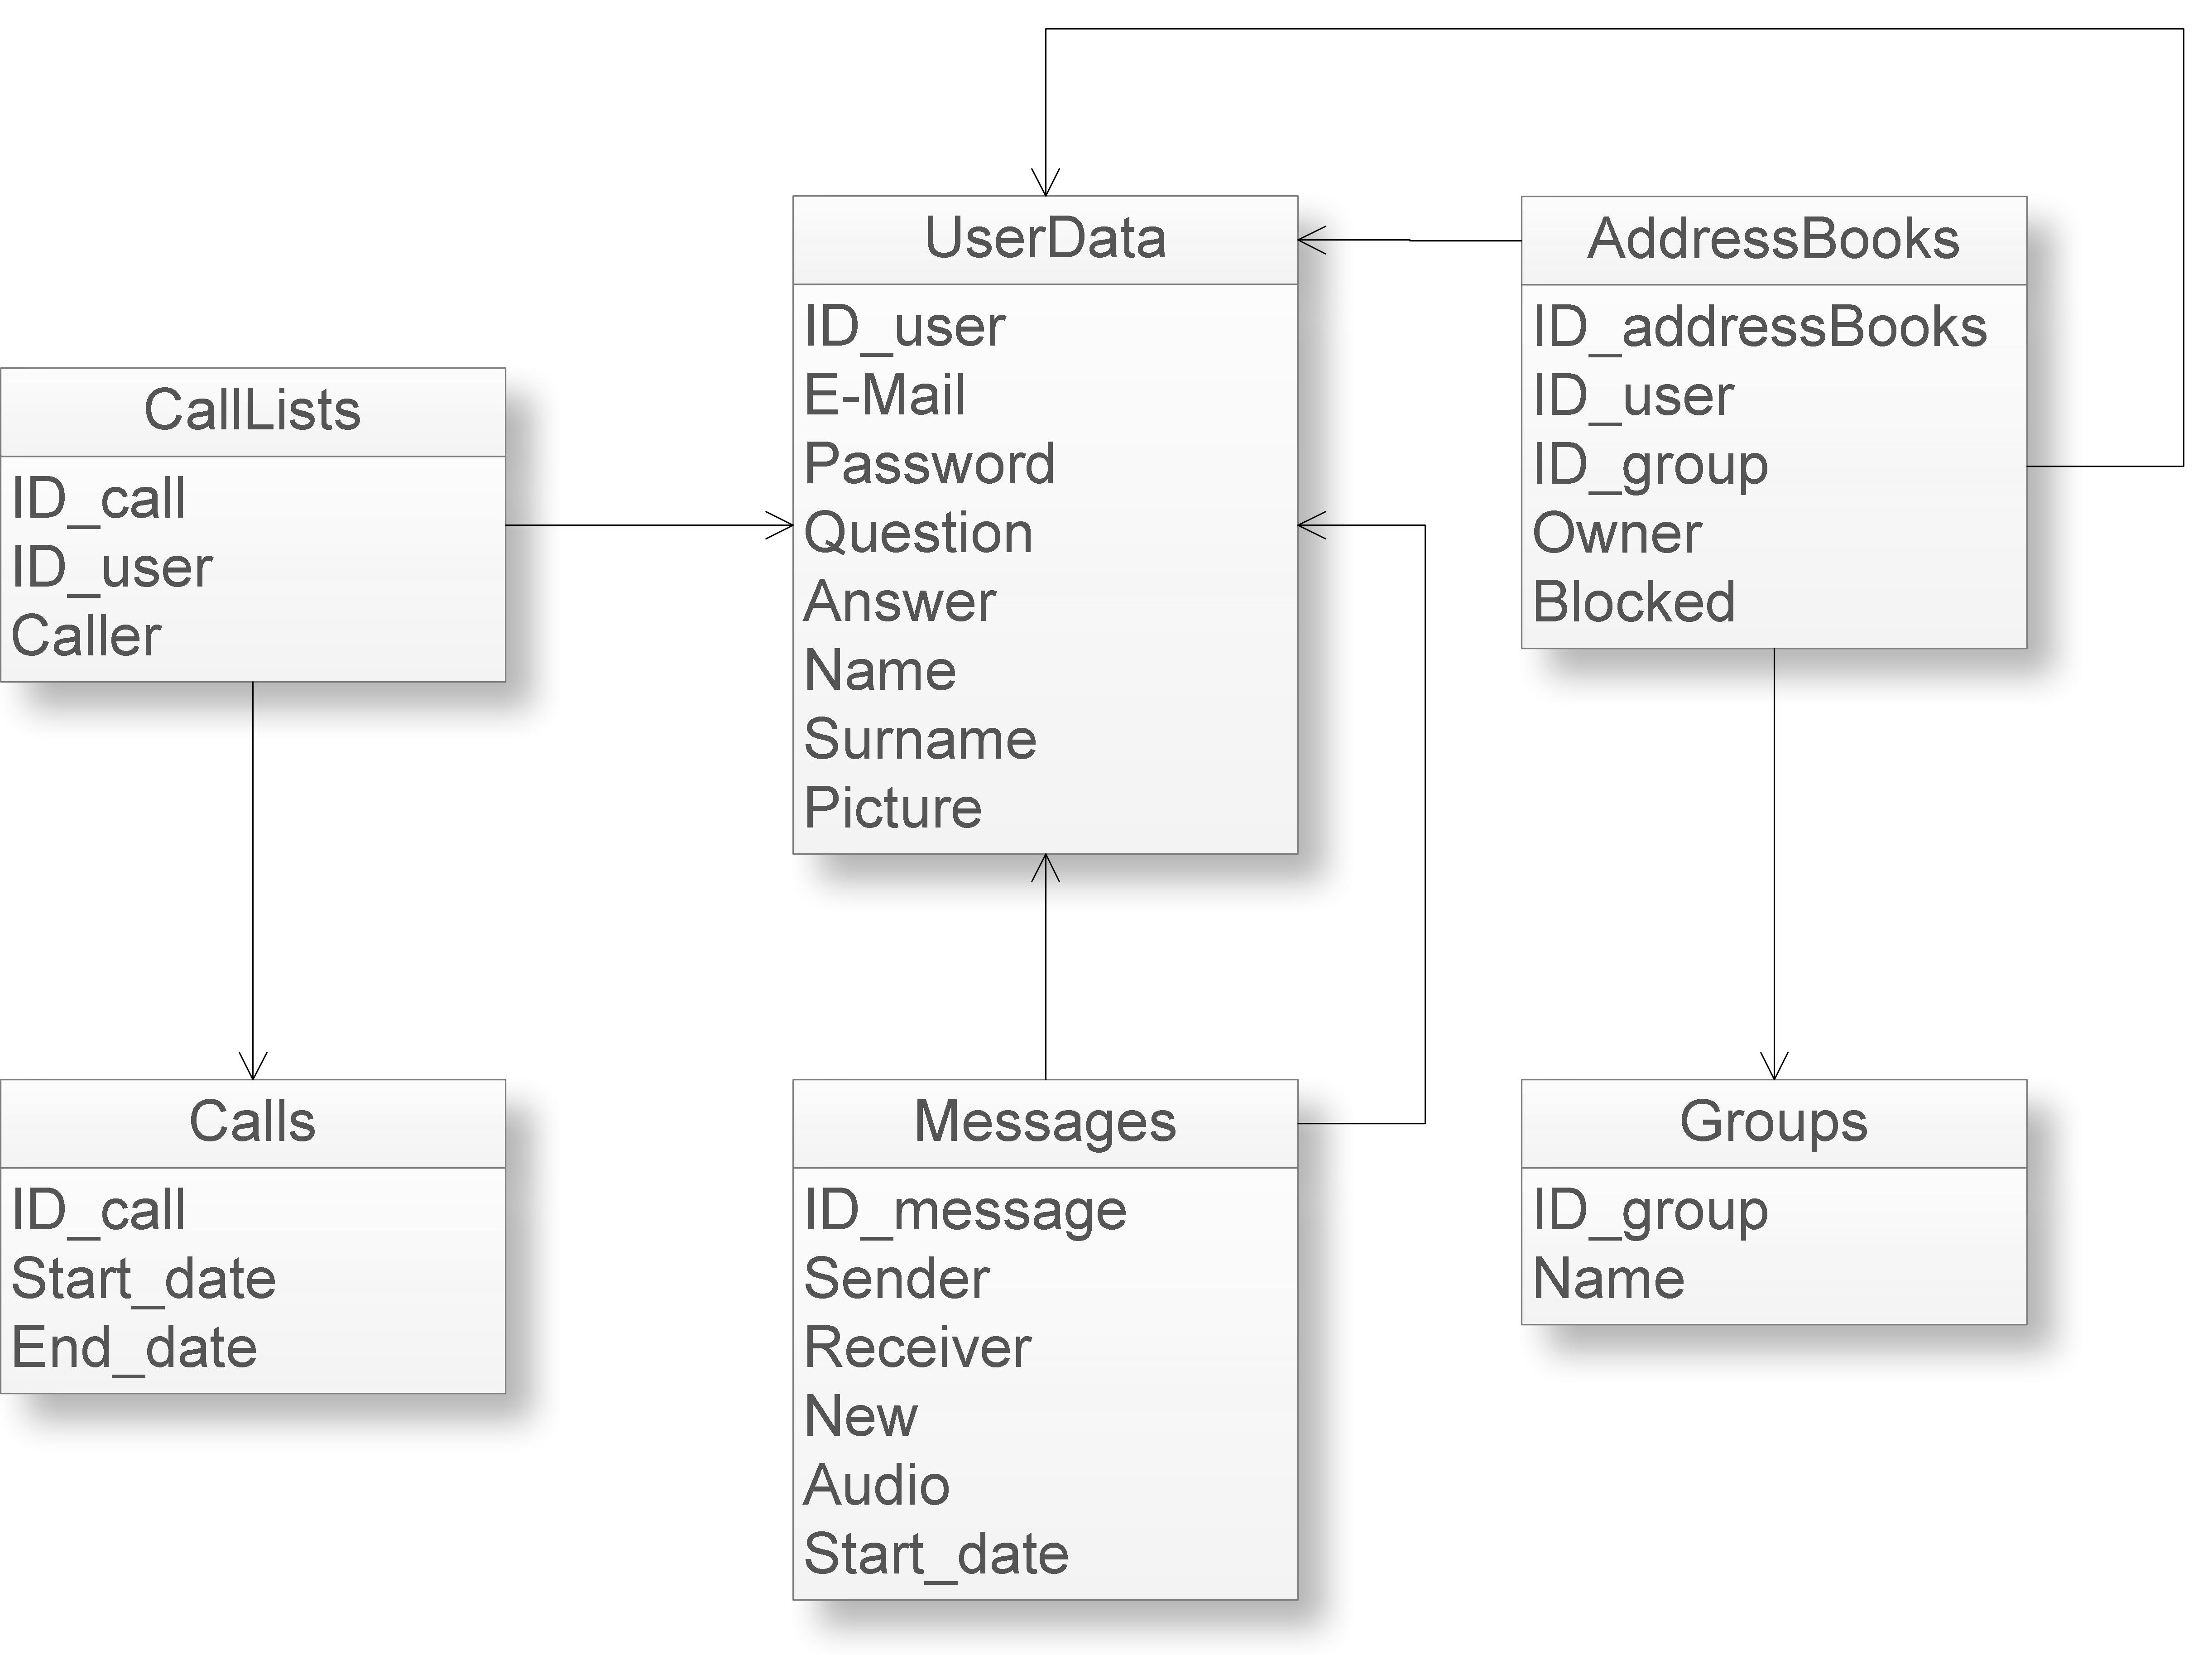 UserData
ID_user
E-Mail
Password
Question
Answer
Name
Surname
Picture
AddressBooks
ID_addressBooks
ID_user
ID_group
Owner
Blocked
CallLists
ID_call
ID_user
Caller
Calls
ID_call
Start_date
End_date
Messages
ID_message
Sender
Receiver
New
Audio
Start_date
Groups
ID_group
Name